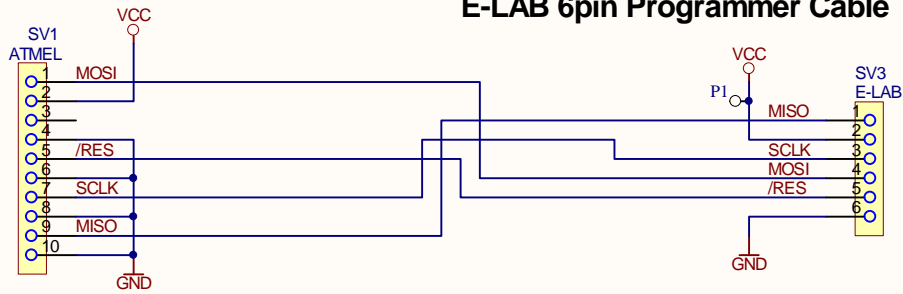 E-LAB 6pin Programmer Cable
VCC
SV1
ATMEL
1 MOSI
2
3
4
5 /RES
6
7 SCLK
8
9 MISO
10
GND
VCC
P1
SV3
E-LAB
MISO 1
2
SCLK 3
MOSI 4
/RES 5
6
GND